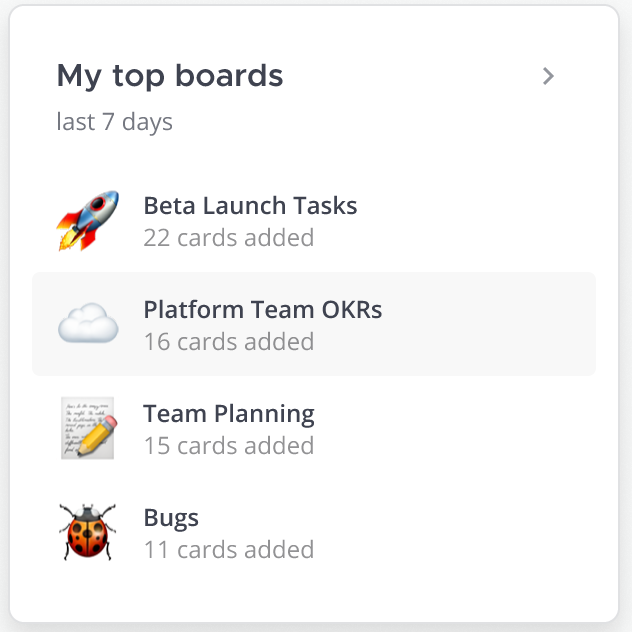 My top boards
last 7 days
Beta Launch Tasks
22 cards added
Platform Team OKRs
16 cards added
Team Planning
15 cards added
Bugs
11 cards added